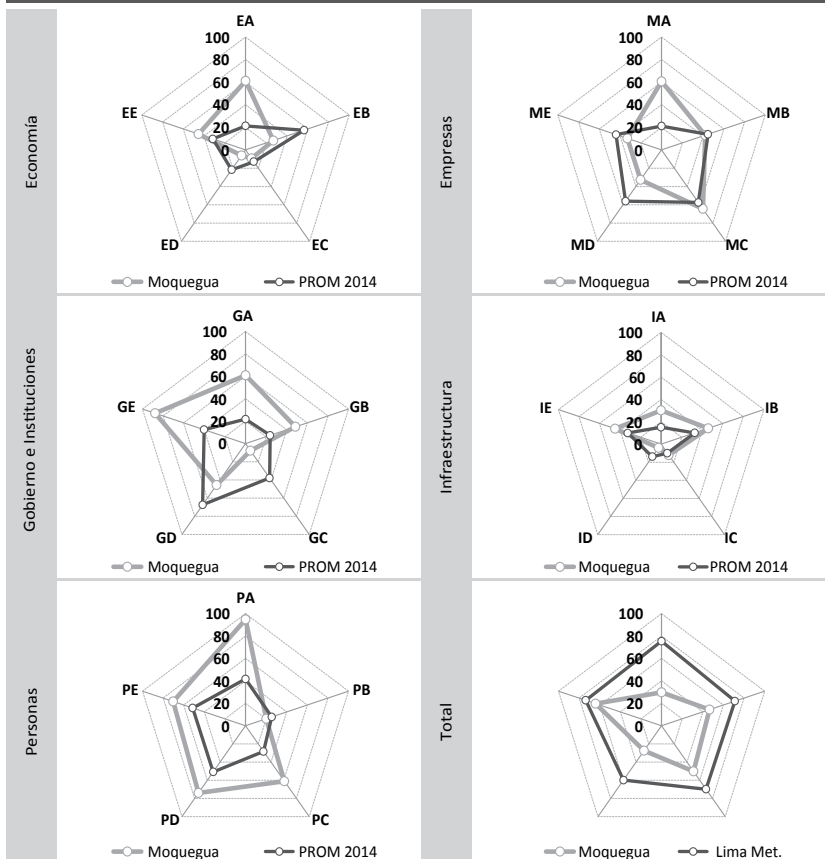 Economía
EA
100
80
60
40
20
0
EB
EC
ED
EE
Moquegua PROM 2014
Empresas
MA
100
80
60
40
20
0
MB
MC
MD
ME
Moquegua PROM 2014
Gobierno e Instituciones
GA
100
80
60
40
20
0
GB
GC
GD
GE
Moquegua PROM 2014
Infraestructura
IA
100
80
60
40
20
0
IB
IC
ID
IE
Moquegua PROM 2014
Personas
PA
100
80
60
40
20
0
PB
PC
PD
PE
Moquegua PROM 2014
Total
100
80
60
40
20
0
Moquegua Lima Met.